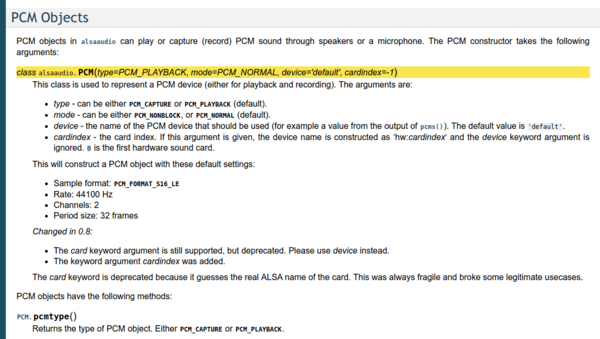 PCM Objects
PCM objects in alsaaudio can play or capture (record) PCM sound through speakers or a microphone. The PCM constructor takes the following
arguments:
class alsaaudio.PCM(type=PCM_PLAYBACK, mode=PCM_NORMAL, device='default', cardindex=-1)
This class is used to represent a PCM device (either for playback and recording). The arguments are:
• type - can be either PCM_CAPTURE or PCM_PLAYBACK (default).
• mode - can be either PCM_NONBLOCK, or PCM_NORMAL (default).
• device - the name of the PCM device that should be used (for example a value from the output of pcms()). The default value is 'default'.
• cardindex - the card index. If this argument is given, the device name is constructed as 'hw:cardindex' and the device keyword argument is
ignored. 0 is the first hardware sound card.
This will construct a PCM object with these default settings:
• Sample format: PCM_FORMAT_S16_LE
• Rate: 44100 Hz
• Channels: 2
• Period size: 32 frames
Changed in 0.8:
• The card keyword argument is still supported, but deprecated. Please use device instead.
• The keyword argument cardindex was added.
The card keyword is deprecated because it guesses the real ALSA name of the card. This was always fragile and broke some legitimate usecases.
PCM objects have the following methods:
PCM.pcmtype()
Returns the type of PCM object. Either PCM_CAPTURE or PCM_PLAYBACK.